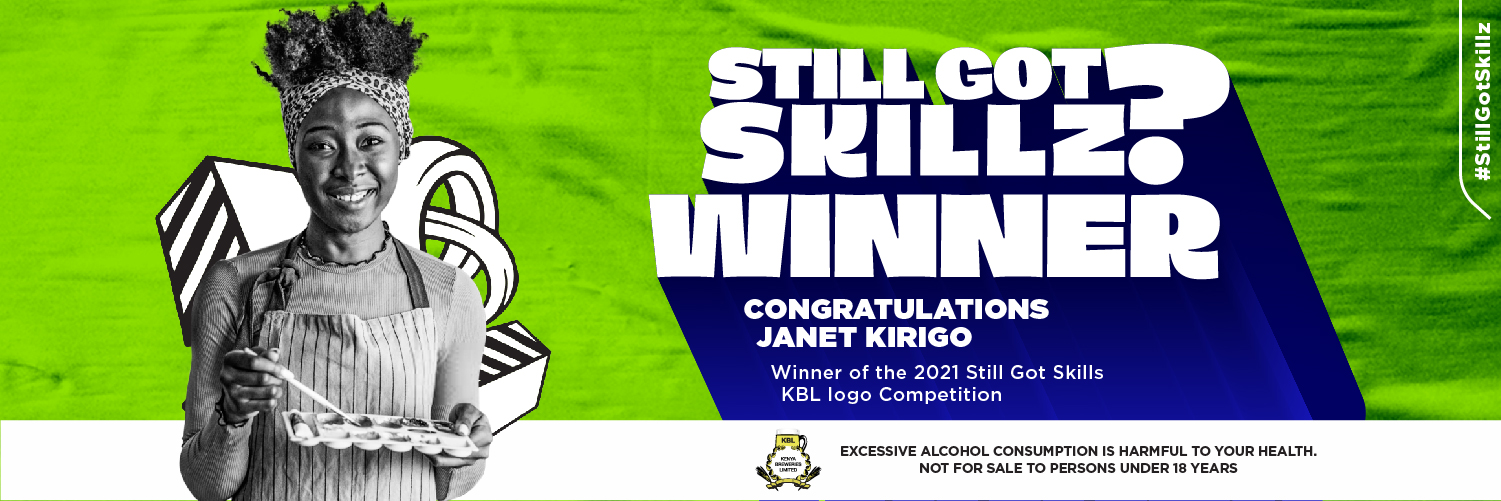 STILL GOT
SKILLZ?
WINNER
CONGRATULATIONS
JANET KIRIGO
Winner of the 2021 Still Got Skills
KBL logo Competition
#StillGotSkillz
KBL
KENYA
BREWERIES
LIMITED
EXCESSIVE ALCOHOL CONSUMPTION IS HARMFUL TO YOUR HEALTH.
NOT FOR SALE TO PERSONS UNDER 18 YEARS